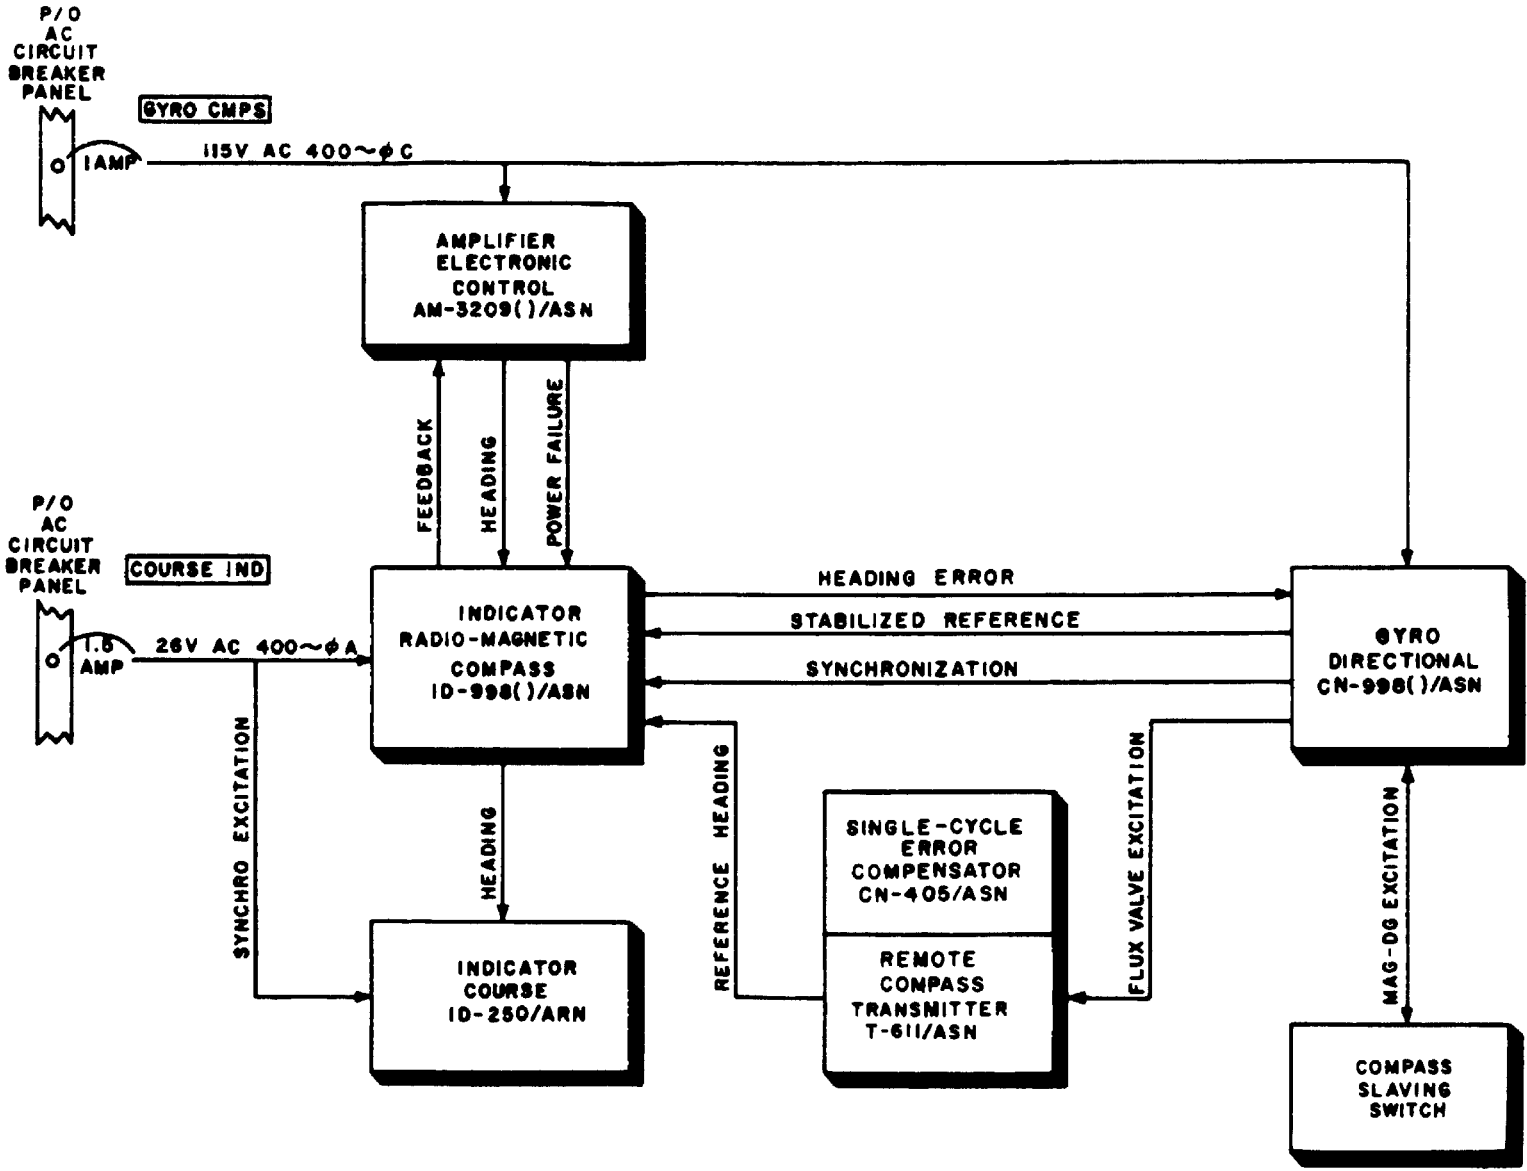 P/O
AC
CIRCUIT
BREAKER
PANEL
GYRO CMPS
1 AMP
115V AC 400~ϕC
AMPLIFIER
ELECTRONIC
CONTROL
AM-3209()/ASN
FEEDBACK
HEADING
POWER FAILURE
P/O
AC
CIRCUIT
BREAKER
PANEL
COURSE IND
1.5
AMP
26V AC 400~ϕA
INDICATOR
RADIO-MAGNETIC
COMPASS
ID-998()/ASN
HEADING ERROR
STABILIZED REFERENCE
SYNCHRONIZATION
GYRO
DIRECTIONAL
CN-998()/ASN
SYNCHRO EXCITATION
HEADING
REFERENCE HEADING
FLUX VALVE EXCITATION
MAG-DG EXCITATION
SINGLE-CYCLE
ERROR
COMPENSATOR
CN-405/ASN
REMOTE
COMPASS
TRANSMITTER
T-611/ASN
INDICATOR
COURSE
ID-250/ARN
COMPASS
SLAVING
SWITCH